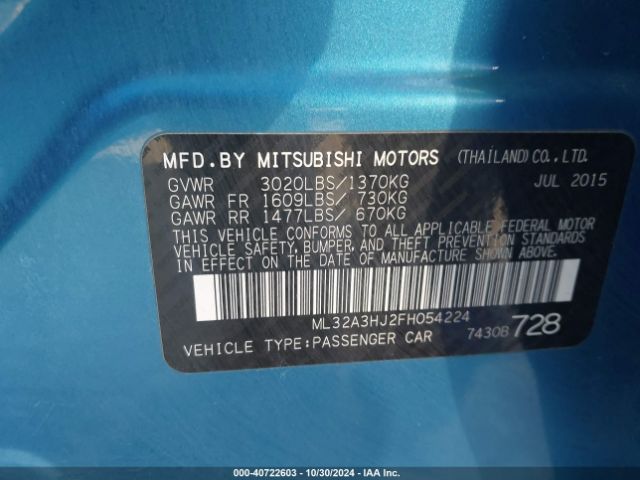 MFD.BY MITSUBISHI MOTORS (THAILAND)CO.,LTD.
GVWR 3020LBS/1370KG JUL 2015
GAWR FR 1609LBS/ 730KG
GAWR RR 1477LBS/ 670KG
THIS VEHICLE CONFORMS TO ALL APPLICABLE FEDERAL MOTOR
VEHICLE SAFETY, BUMPER, AND THEFT PREVENTION STANDARDS
IN EFFECT ON THE DATE OF MANUFACTURE SHOWN ABOVE.
ML32A3HJ2FH054224
VEHICLE TYPE:PASSENGER CAR 7430B 728
© - 40722603 - 10/30/2024 - IAA Holdings, LLC